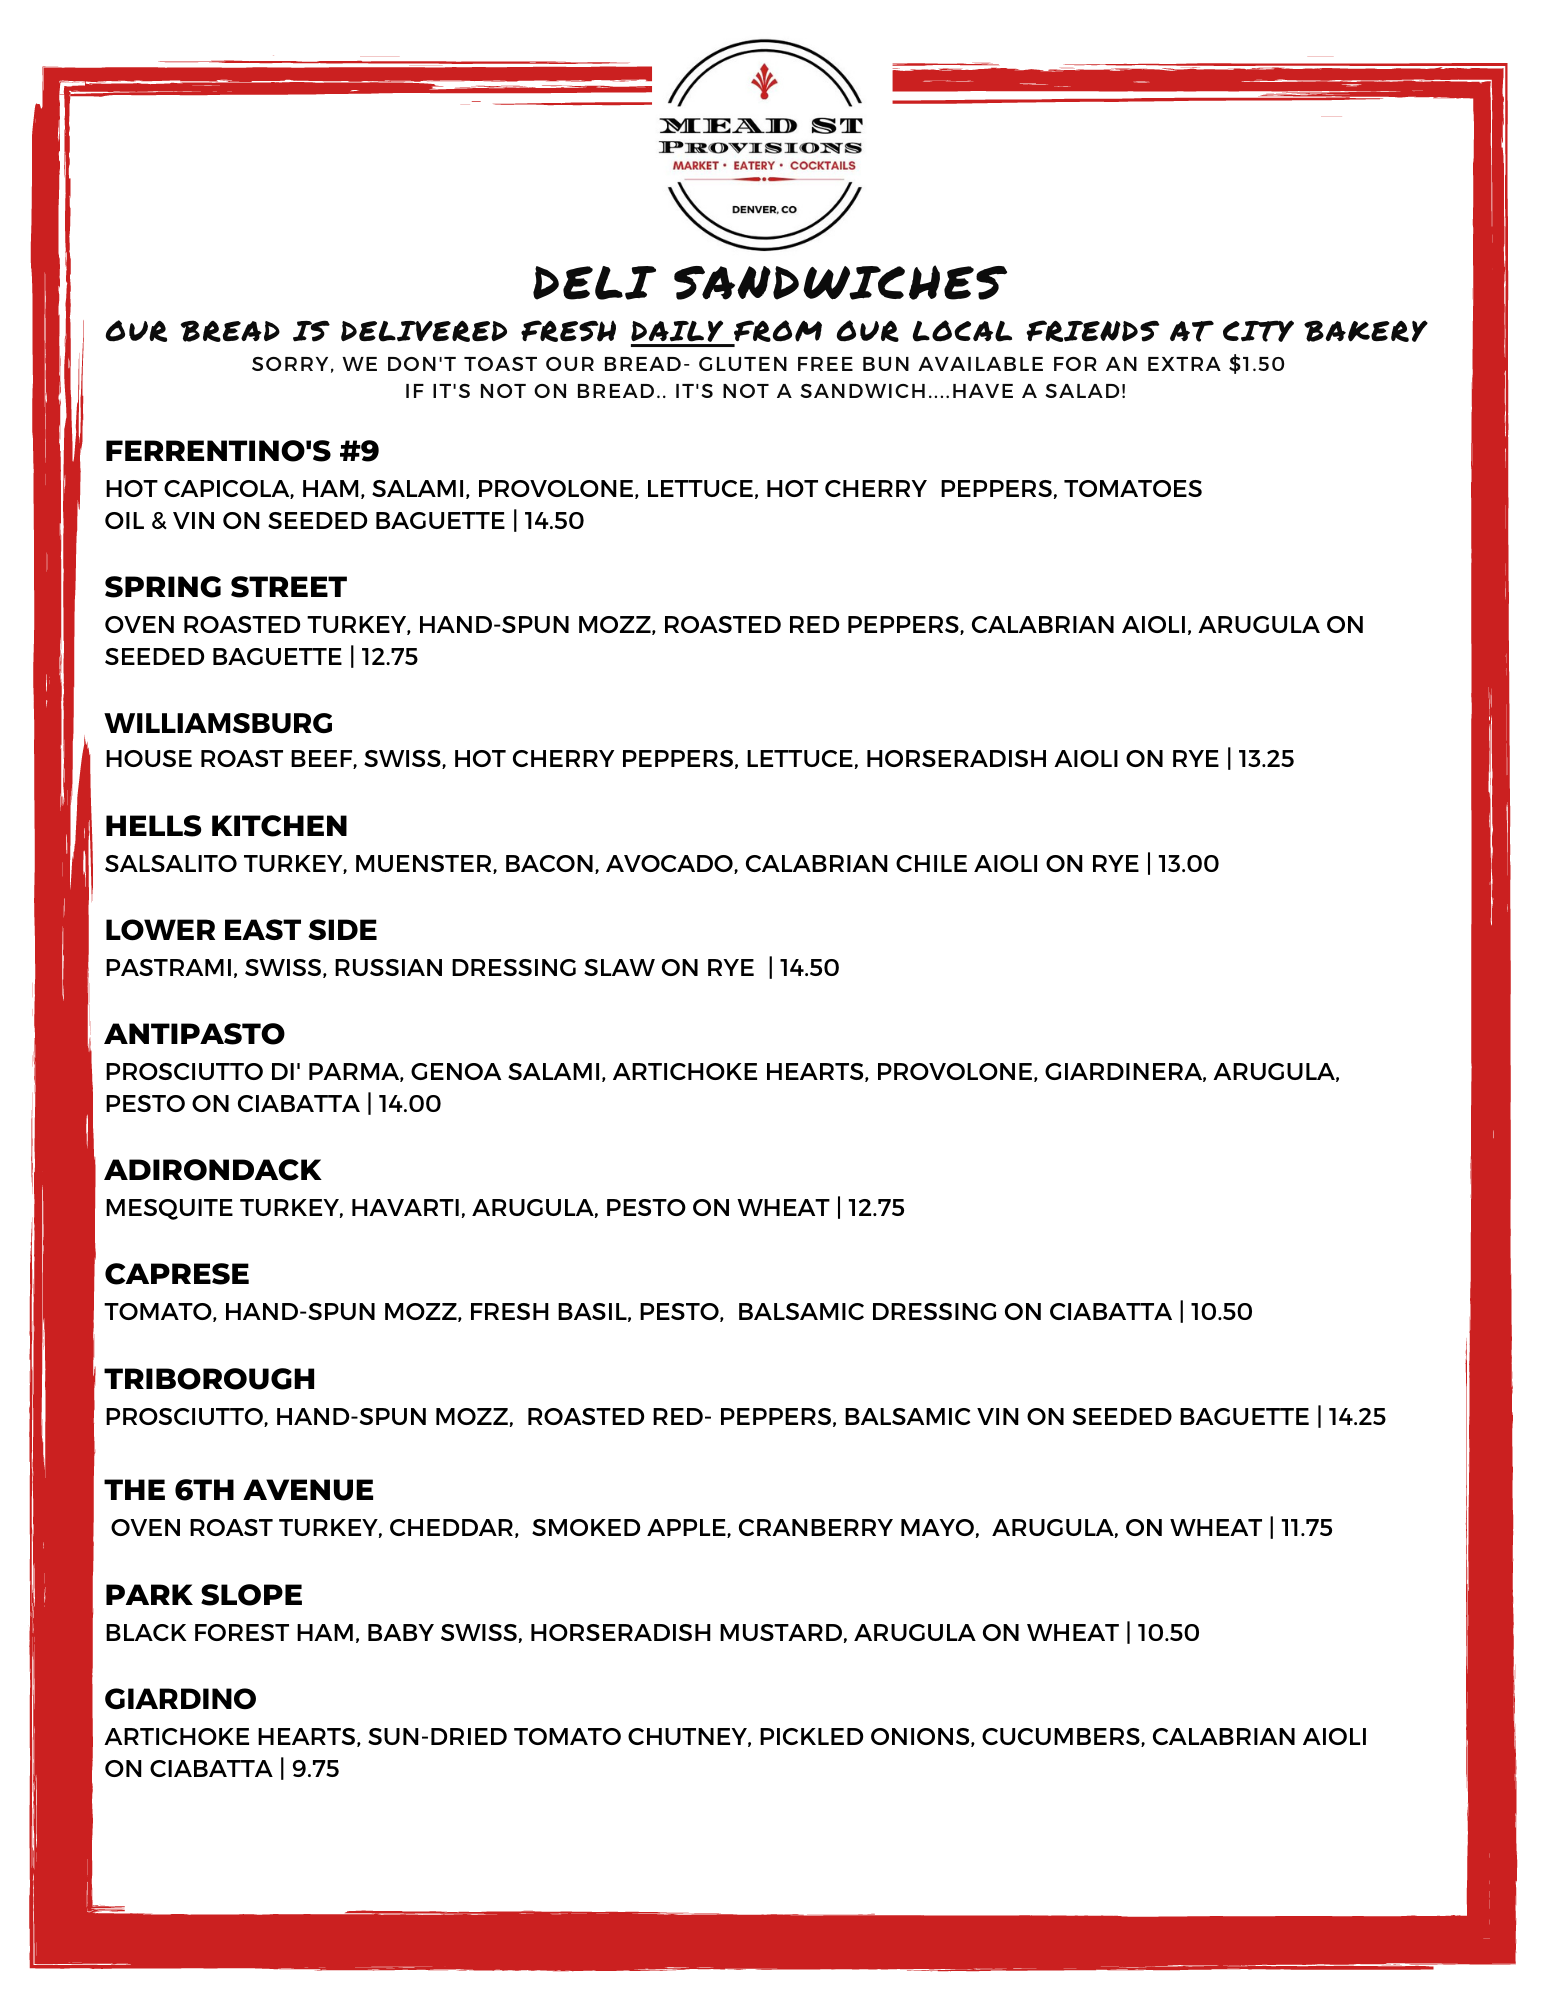 MEAD ST
PROVISIONS
MARKET • EATERY • COCKTAILS
DENVER, CO
DELI SANDWICHES
OUR BREAD IS DELIVERED FRESH DAILY FROM OUR LOCAL FRIENDS AT CITY BAKERY
SORRY, WE DON'T TOAST OUR BREAD- GLUTEN FREE BUN AVAILABLE FOR AN EXTRA $1.50
IF IT'S NOT ON BREAD.. IT'S NOT A SANDWICH....HAVE A SALAD!
FERRENTINO'S #9
HOT CAPICOLA, HAM, SALAMI, PROVOLONE, LETTUCE, HOT CHERRY PEPPERS, TOMATOES
OIL & VIN ON SEEDED BAGUETTE | 14.50
SPRING STREET
OVEN ROASTED TURKEY, HAND-SPUN MOZZ, ROASTED RED PEPPERS, CALABRIAN AIOLI, ARUGULA ON
SEEDED BAGUETTE | 12.75
WILLIAMSBURG
HOUSE ROAST BEEF, SWISS, HOT CHERRY PEPPERS, LETTUCE, HORSERADISH AIOLI ON RYE | 13.25
HELLS KITCHEN
SALSALITO TURKEY, MUENSTER, BACON, AVOCADO, CALABRIAN CHILE AIOLI ON RYE | 13.00
LOWER EAST SIDE
PASTRAMI, SWISS, RUSSIAN DRESSING SLAW ON RYE | 14.50
ANTIPASTO
PROSCIUTTO DI' PARMA, GENOA SALAMI, ARTICHOKE HEARTS, PROVOLONE, GIARDINERA, ARUGULA,
PESTO ON CIABATTA | 14.00
ADIRONDACK
MESQUITE TURKEY, HAVARTI, ARUGULA, PESTO ON WHEAT | 12.75
CAPRESE
TOMATO, HAND-SPUN MOZZ, FRESH BASIL, PESTO, BALSAMIC DRESSING ON CIABATTA | 10.50
TRIBOROUGH
PROSCIUTTO, HAND-SPUN MOZZ, ROASTED RED- PEPPERS, BALSAMIC VIN ON SEEDED BAGUETTE | 14.25
THE 6TH AVENUE
OVEN ROAST TURKEY, CHEDDAR, SMOKED APPLE, CRANBERRY MAYO, ARUGULA, ON WHEAT | 11.75
PARK SLOPE
BLACK FOREST HAM, BABY SWISS, HORSERADISH MUSTARD, ARUGULA ON WHEAT | 10.50
GIARDINO
ARTICHOKE HEARTS, SUN-DRIED TOMATO CHUTNEY, PICKLED ONIONS, CUCUMBERS, CALABRIAN AIOLI
ON CIABATTA | 9.75